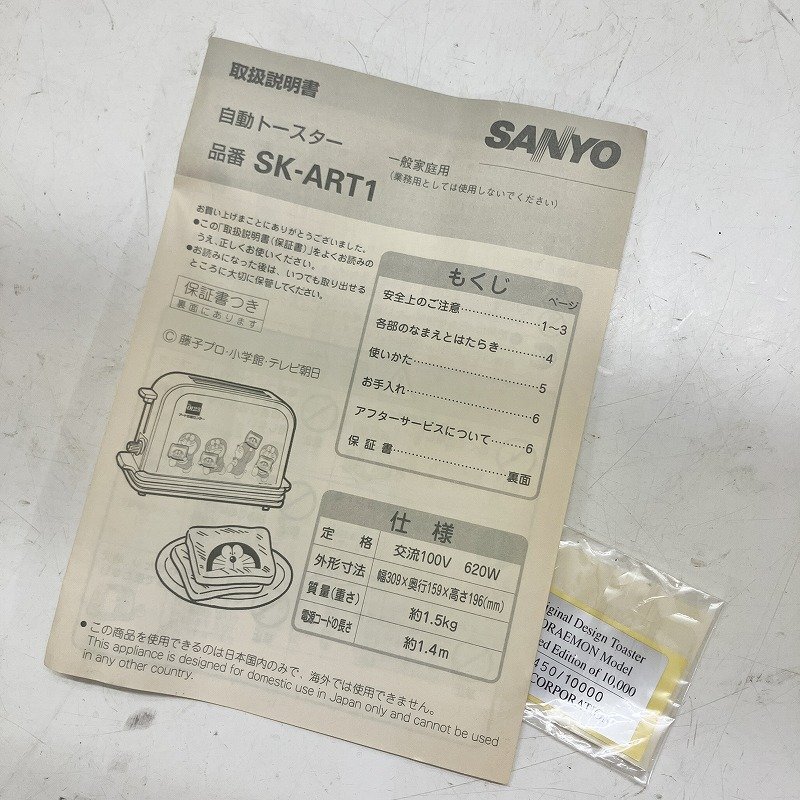 取扱説明書
自動トースター
品番 SK-ART1
SANYO
一般家庭用
(業務用としては使用しないでください)
お買い上げまことにありがとうございました。
●この「取扱説明書(保証書)」をよくお読みの
うえ、正しくお使いください。
●お読みになった後は、いつでも取り出せる
ところに大切に保管してください。
保証書つき
裏面にあります
©藤子プロ・小学館・テレビ朝日
もくじ ページ
安全上のご注意 1〜3
各部のなまえとはたらき 4
使いかた 5
お手入れ 6
アフターサービスについて 6
保証書 裏面
仕様
定格 交流100V 620W
外形寸法 幅309×奥行159×高さ196(mm)
質量(重さ) 約1.5kg
電源コードの長さ 約1.4m
●この商品を使用できるのは日本国内のみで、海外では使用できません。
This appliance is designed for domestic use in Japan only and cannot be used
in any other country.
Design Toaster
Model
Edition of 10,000
450/10000